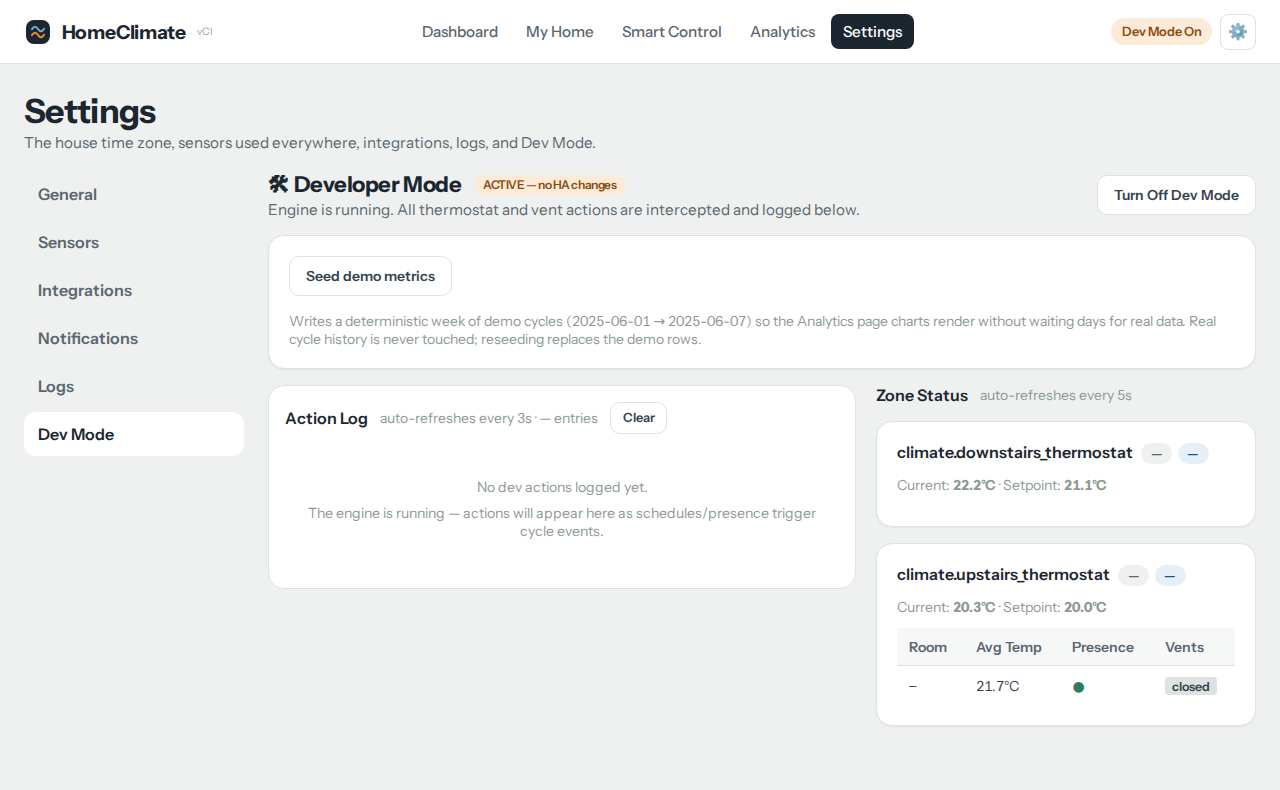 HomeClimate vCI
Dashboard
My Home
Smart Control
Analytics
Settings
Dev Mode On
Settings
The house time zone, sensors used everywhere, integrations, logs, and Dev Mode.
General
Sensors
Integrations
Notifications
Logs
Dev Mode
🛠 Developer Mode ACTIVE — no HA changes
Engine is running. All thermostat and vent actions are intercepted and logged below.
Turn Off Dev Mode
Seed demo metrics
Writes a deterministic week of demo cycles (2025-06-01 → 2025-06-07) so the Analytics page charts render without waiting days for real data. Real
cycle history is never touched; reseeding replaces the demo rows.
Action Log auto-refreshes every 3s · — entries Clear
No dev actions logged yet.
The engine is running — actions will appear here as schedules/presence trigger
cycle events.
Zone Status auto-refreshes every 5s
climate.downstairs_thermostat — —
Current: 22.2°C · Setpoint: 21.1°C
climate.upstairs_thermostat — —
Current: 20.3°C · Setpoint: 20.0°C
Room Avg Temp Presence Vents
– 21.7°C ● closed